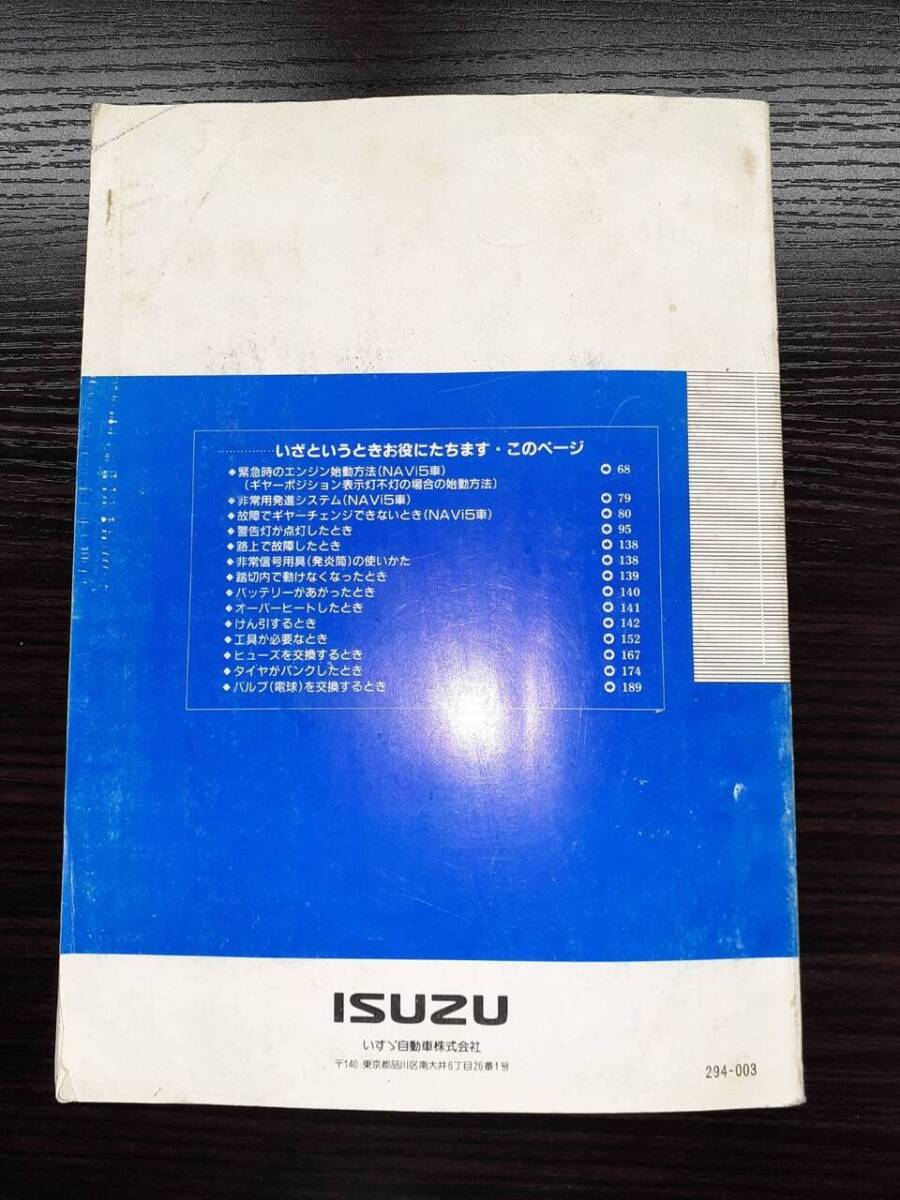 いざというときお役にたちます・このページ
◆緊急時のエンジン始動方法(NAVi5車) 68
(ギヤーポジション表示灯不灯の場合の始動方法)
◆非常用発進システム(NAVi5車) 79
◆故障でギヤーチェンジできないとき(NAVi5車) 80
◆警告灯が点灯したとき 95
◆路上で故障したとき 138
◆非常信号用具(発炎筒)の使いかた 138
◆踏切内で動けなくなったとき 139
◆バッテリーがあがったとき 140
◆オーバーヒートしたとき 141
◆けん引するとき 142
◆工具が必要なとき 152
◆ヒューズを交換するとき 167
◆タイヤがパンクしたとき 174
◆バルブ(電球)を交換するとき 189
ISUZU
いすゞ自動車株式会社
〒140 東京都品川区南大井6丁目26番1号
294-003